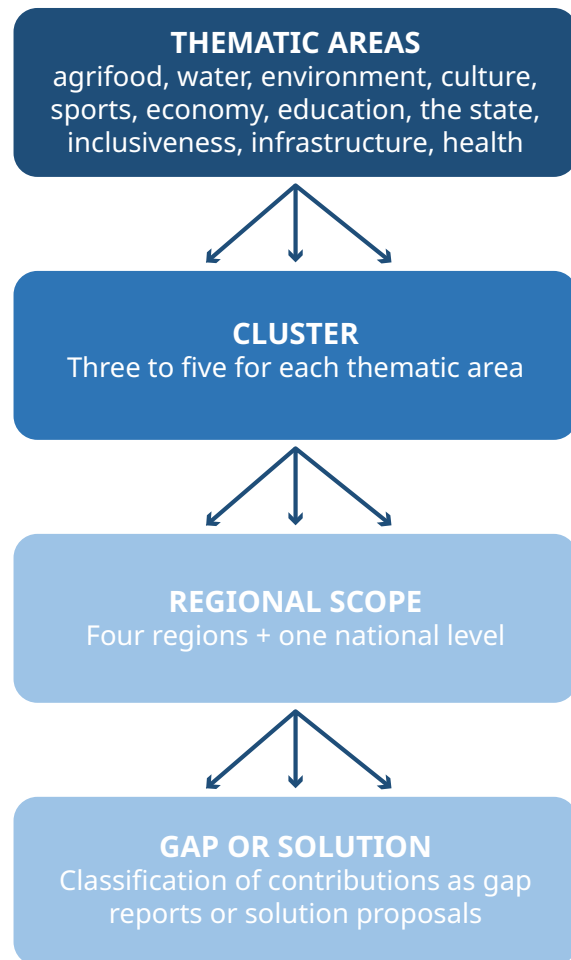 THEMATIC AREAS
agrifood, water, environment, culture,
sports, economy, education, the state,
inclusiveness, infrastructure, health
CLUSTER
Three to five for each thematic area
REGIONAL SCOPE
Four regions + one national level
GAP OR SOLUTION
Classification of contributions as gap
reports or solution proposals